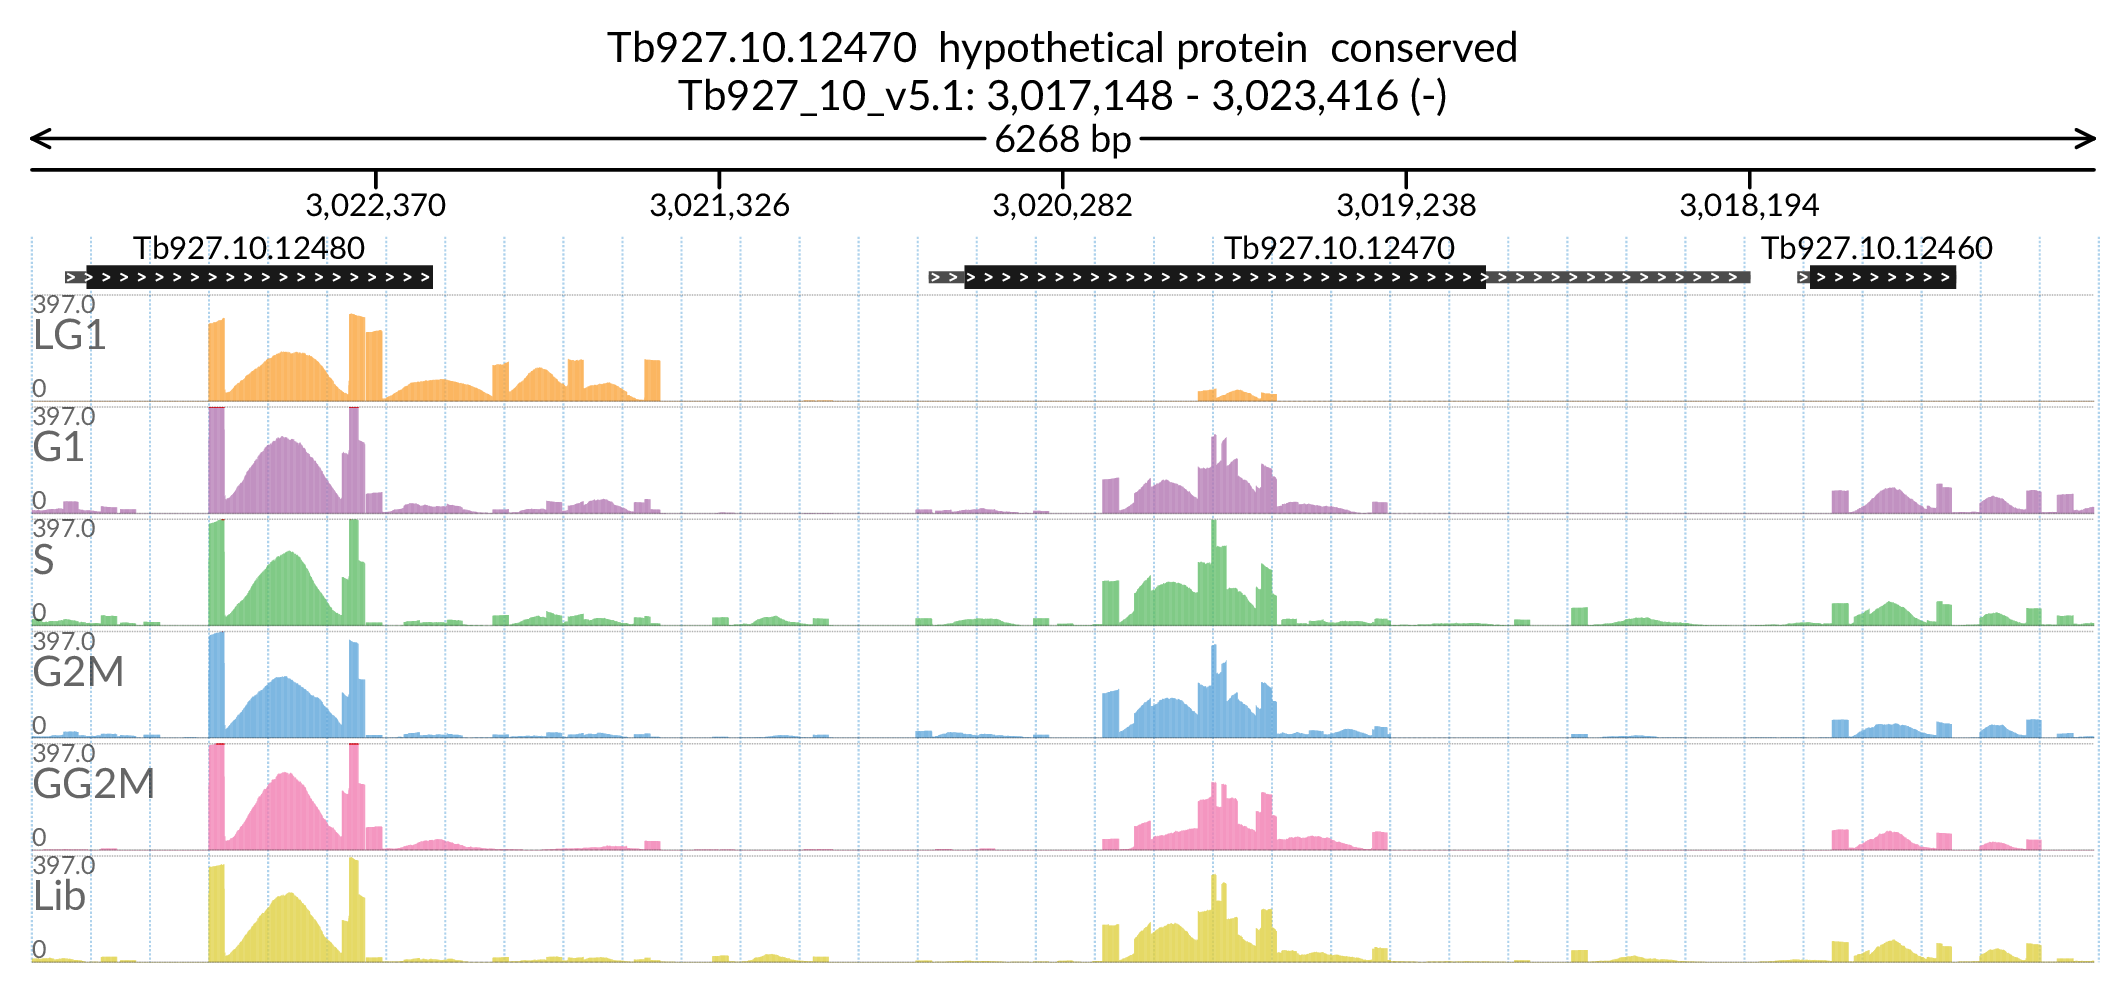 Tb927.10.12470 hypothetical protein conserved
Tb927_10_v5.1: 3,017,148 - 3,023,416 (-)
6268 bp
3,022,370 3,021,326 3,020,282 3,019,238 3,018,194
Tb927.10.12480 Tb927.10.12470 Tb927.10.12460
397.0
LG1
0
397.0
G1
0
397.0
S
0
397.0
G2M
0
397.0
GG2M
0
397.0
Lib
0